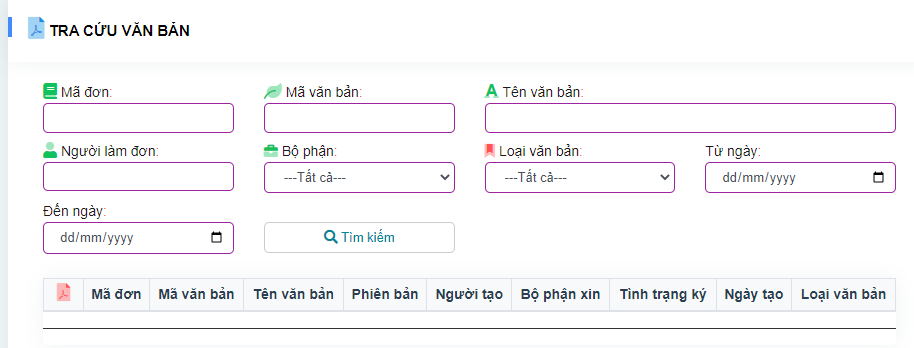 TRA CỨU VĂN BẢN
Mã đơn: Mã văn bản: Tên văn bản:
Người làm đơn: Bộ phận: Loại văn bản: Từ ngày:
---Tất cả--- ---Tất cả--- dd/mm/yyyy
Đến ngày:
dd/mm/yyyy Tìm kiếm
Mã đơn Mã văn bản Tên văn bản Phiên bản Người tạo Bộ phận xin Tình trạng ký Ngày tạo Loại văn bản